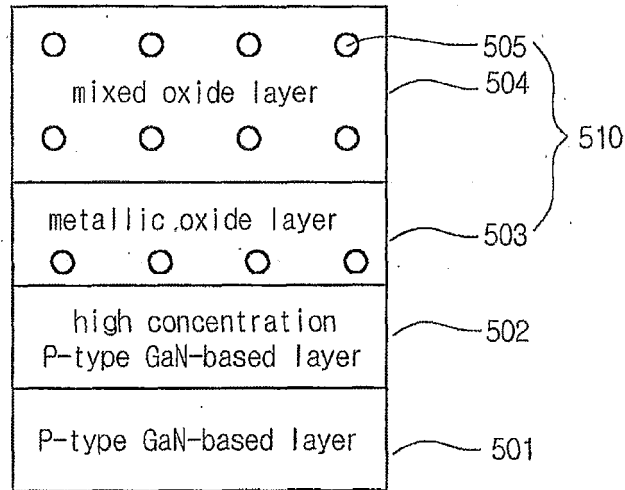 505
mixed oxide layer
504
510
metallic oxide layer
503
high concentration
P-type GaN-based layer
502
P-type GaN-based layer
501